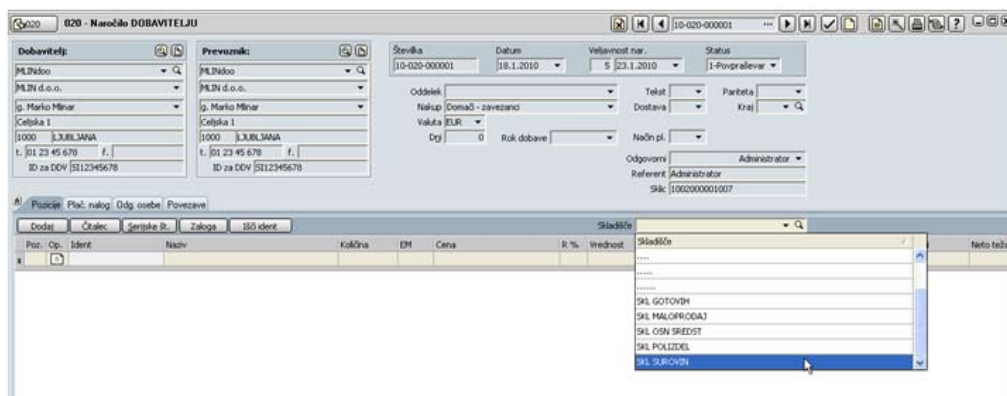 020 020 - Naročilo DOBAVITELJU 10-020-000001 ... ?
Dobavitelj: Prevoznik: Številka Datum Veljavnost nar. Status
MLINdoo MLINdoo 10-020-000001 18.1.2010 5 23.1.2010 1-Povpraševar
MLIN d.o.o. MLIN d.o.o.
g. Marko Mlinar g. Marko Mlinar Oddelek Tekst Pariteta
Celjska 1 Celjska 1 Nakup Domači - zavezanci Dostava Kraj
1000 LJUBLJANA 1000 LJUBLJANA Valuta EUR
t. 01 23 45 678 f. t. 01 23 45 678 f. Dni 0 Rok dobave Način pl.
ID za DDV SI12345678 ID za DDV SI12345678
Odgovorni Administrator
Referent Administrator
Sklic 1002000001007
Pozicije Plač. nalog Odg. osebe Povezave
Dodaj Čitalec Serijske št. Zaloga Išči ident Skladišče
Poz. Op. Ident Naziv Količina EM Cena R % Vrednost Skladišče Neto teža
....
.....
......
SKL GOTOVIH
SKL MALOPRODAJ
SKL OSN SREDST
SKL POLIZDEL
SKL SUROVIN